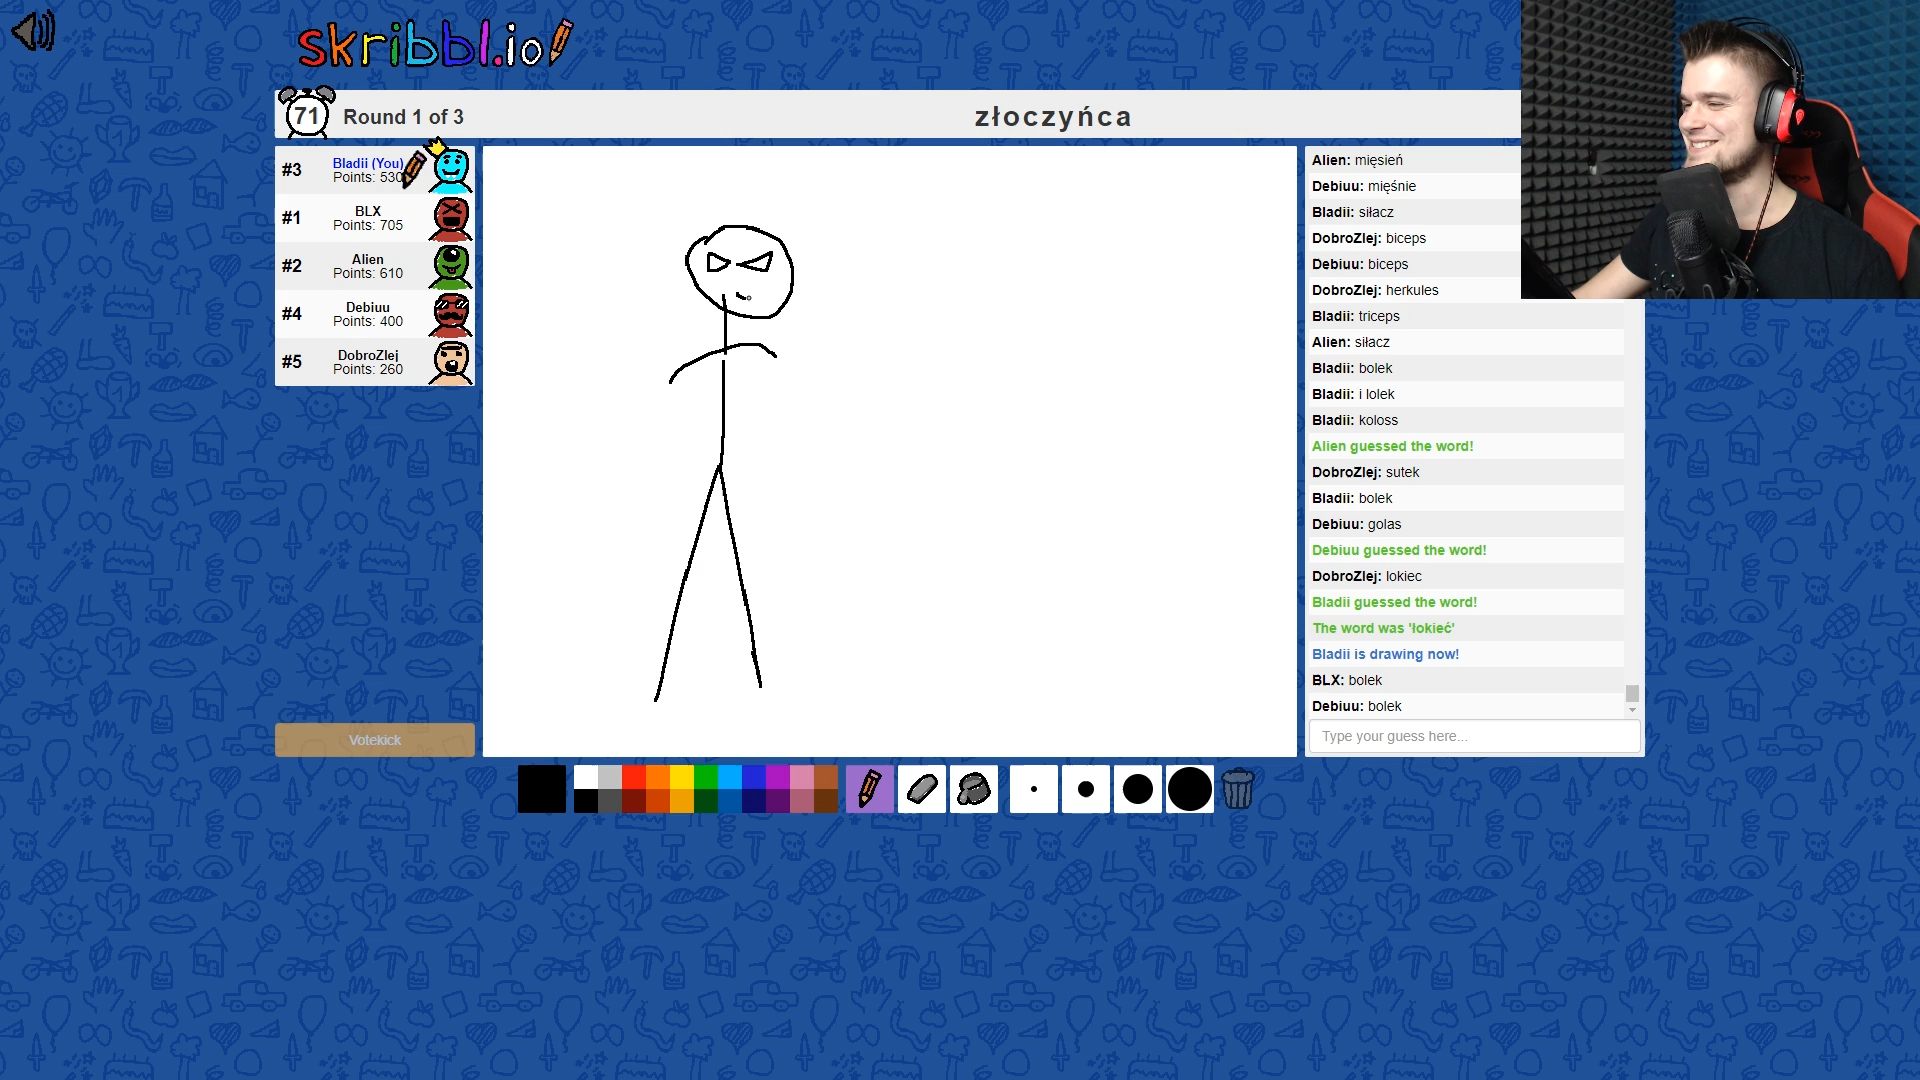 skribbl.io
71
Round 1 of 3
złoczyńca
#3
Bladii (You)
Points: 530
#1
BLX
Points: 705
#2
Alien
Points: 610
#4
Debiuu
Points: 400
#5
DobroZlej
Points: 260
Votekick
Alien: mięsień
Debiuu: mięśnie
Bladii: siłacz
DobroZlej: biceps
Debiuu: biceps
DobroZlej: herkules
Bladii: triceps
Alien: siłacz
Bladii: bolek
Bladii: i lolek
Bladii: koloss
Alien guessed the word!
DobroZlej: sutek
Bladii: bolek
Debiuu: golas
Debiuu guessed the word!
DobroZlej: lokiec
Bladii guessed the word!
The word was 'łokieć'
Bladii is drawing now!
BLX: bolek
Debiuu: bolek
Type your guess here...